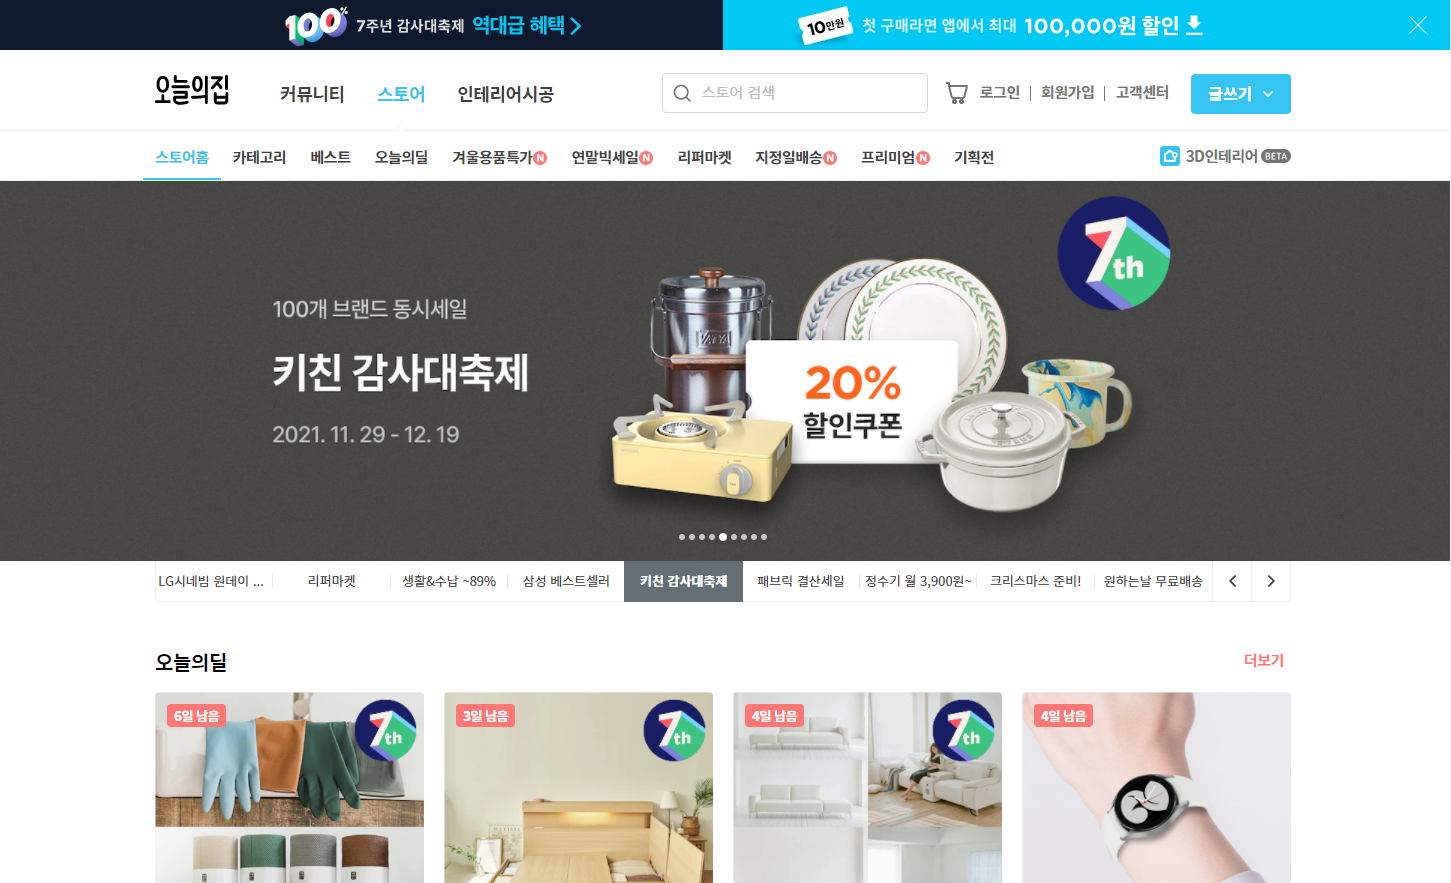 100% 7주년 감사대축제 역대급 혜택
10만원 첫 구매라면 앱에서 최대 100,000원 할인
오늘의집 커뮤니티 스토어 인테리어시공 스토어 검색 로그인 회원가입 고객센터 글쓰기
스토어홈 카테고리 베스트 오늘의딜 겨울용품특가 N 연말빅세일 N 리퍼마켓 지정일배송 N 프리미엄 N 기획전 3D인테리어 BETA
7th
100개 브랜드 동시세일
키친 감사대축제
2021. 11. 29 - 12. 19
20%
할인쿠폰
LG시네빔 원데이 ... 리퍼마켓 생활&수납 ~89% 삼성 베스트셀러 키친 감사대축제 패브릭 결산세일 정수기 월 3,900원~ 크리스마스 준비! 원하는날 무료배송
오늘의딜 더보기
6일 남음 7th 3일 남음 7th 4일 남음 7th 4일 남음